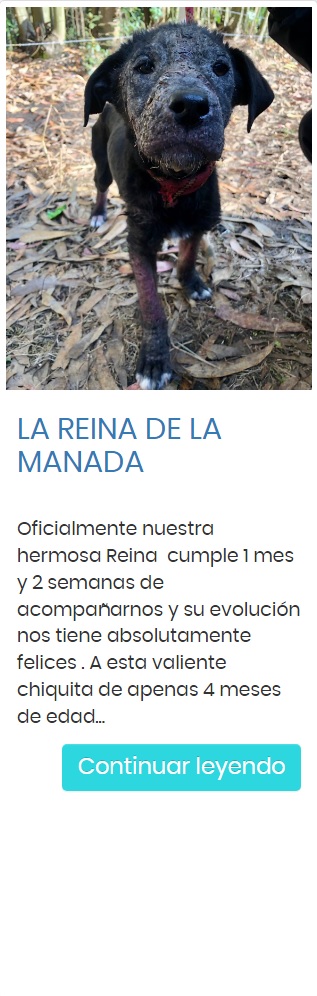 LA REINA DE LA
MANADA
Oficialmente nuestra
hermosa Reina  cumple 1 mes
y 2 semanas de
acompañarnos y su evolución
nos tiene absolutamente
felices . A esta valiente
chiquita de apenas 4 meses
de edad...
Continuar leyendo